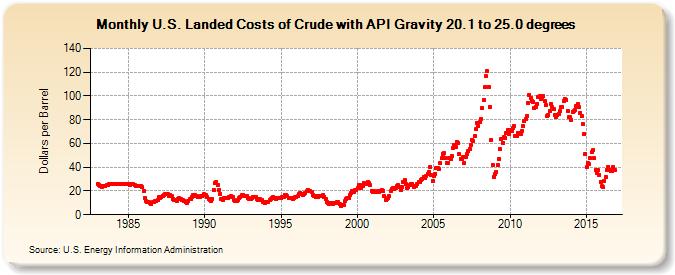 Monthly U.S. Landed Costs of Crude with API Gravity 20.1 to 25.0 degrees
Dollars per Barrel
140
120
100
80
60
40
20
0
1985 1990 1995 2000 2005 2010 2015
Source: U.S. Energy Information Administration